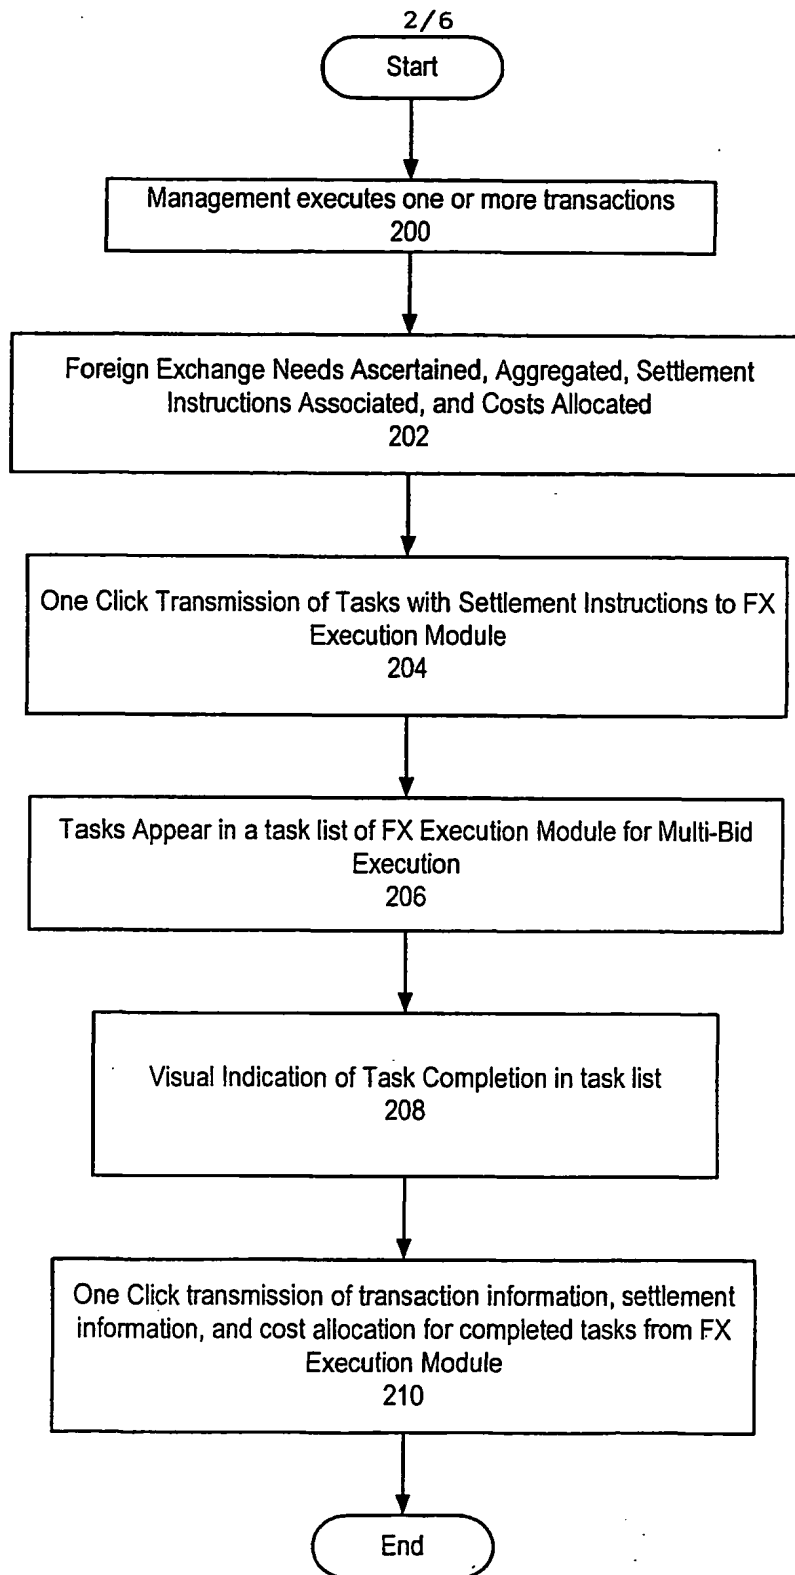 2/6
Start
Management executes one or more transactions
200
Foreign Exchange Needs Ascertained, Aggregated, Settlement
Instructions Associated, and Costs Allocated
202
One Click Transmission of Tasks with Settlement Instructions to FX
Execution Module
204
Tasks Appear in a task list of FX Execution Module for Multi-Bid
Execution
206
Visual Indication of Task Completion in task list
208
One Click transmission of transaction information, settlement
information, and cost allocation for completed tasks from FX
Execution Module
210
End